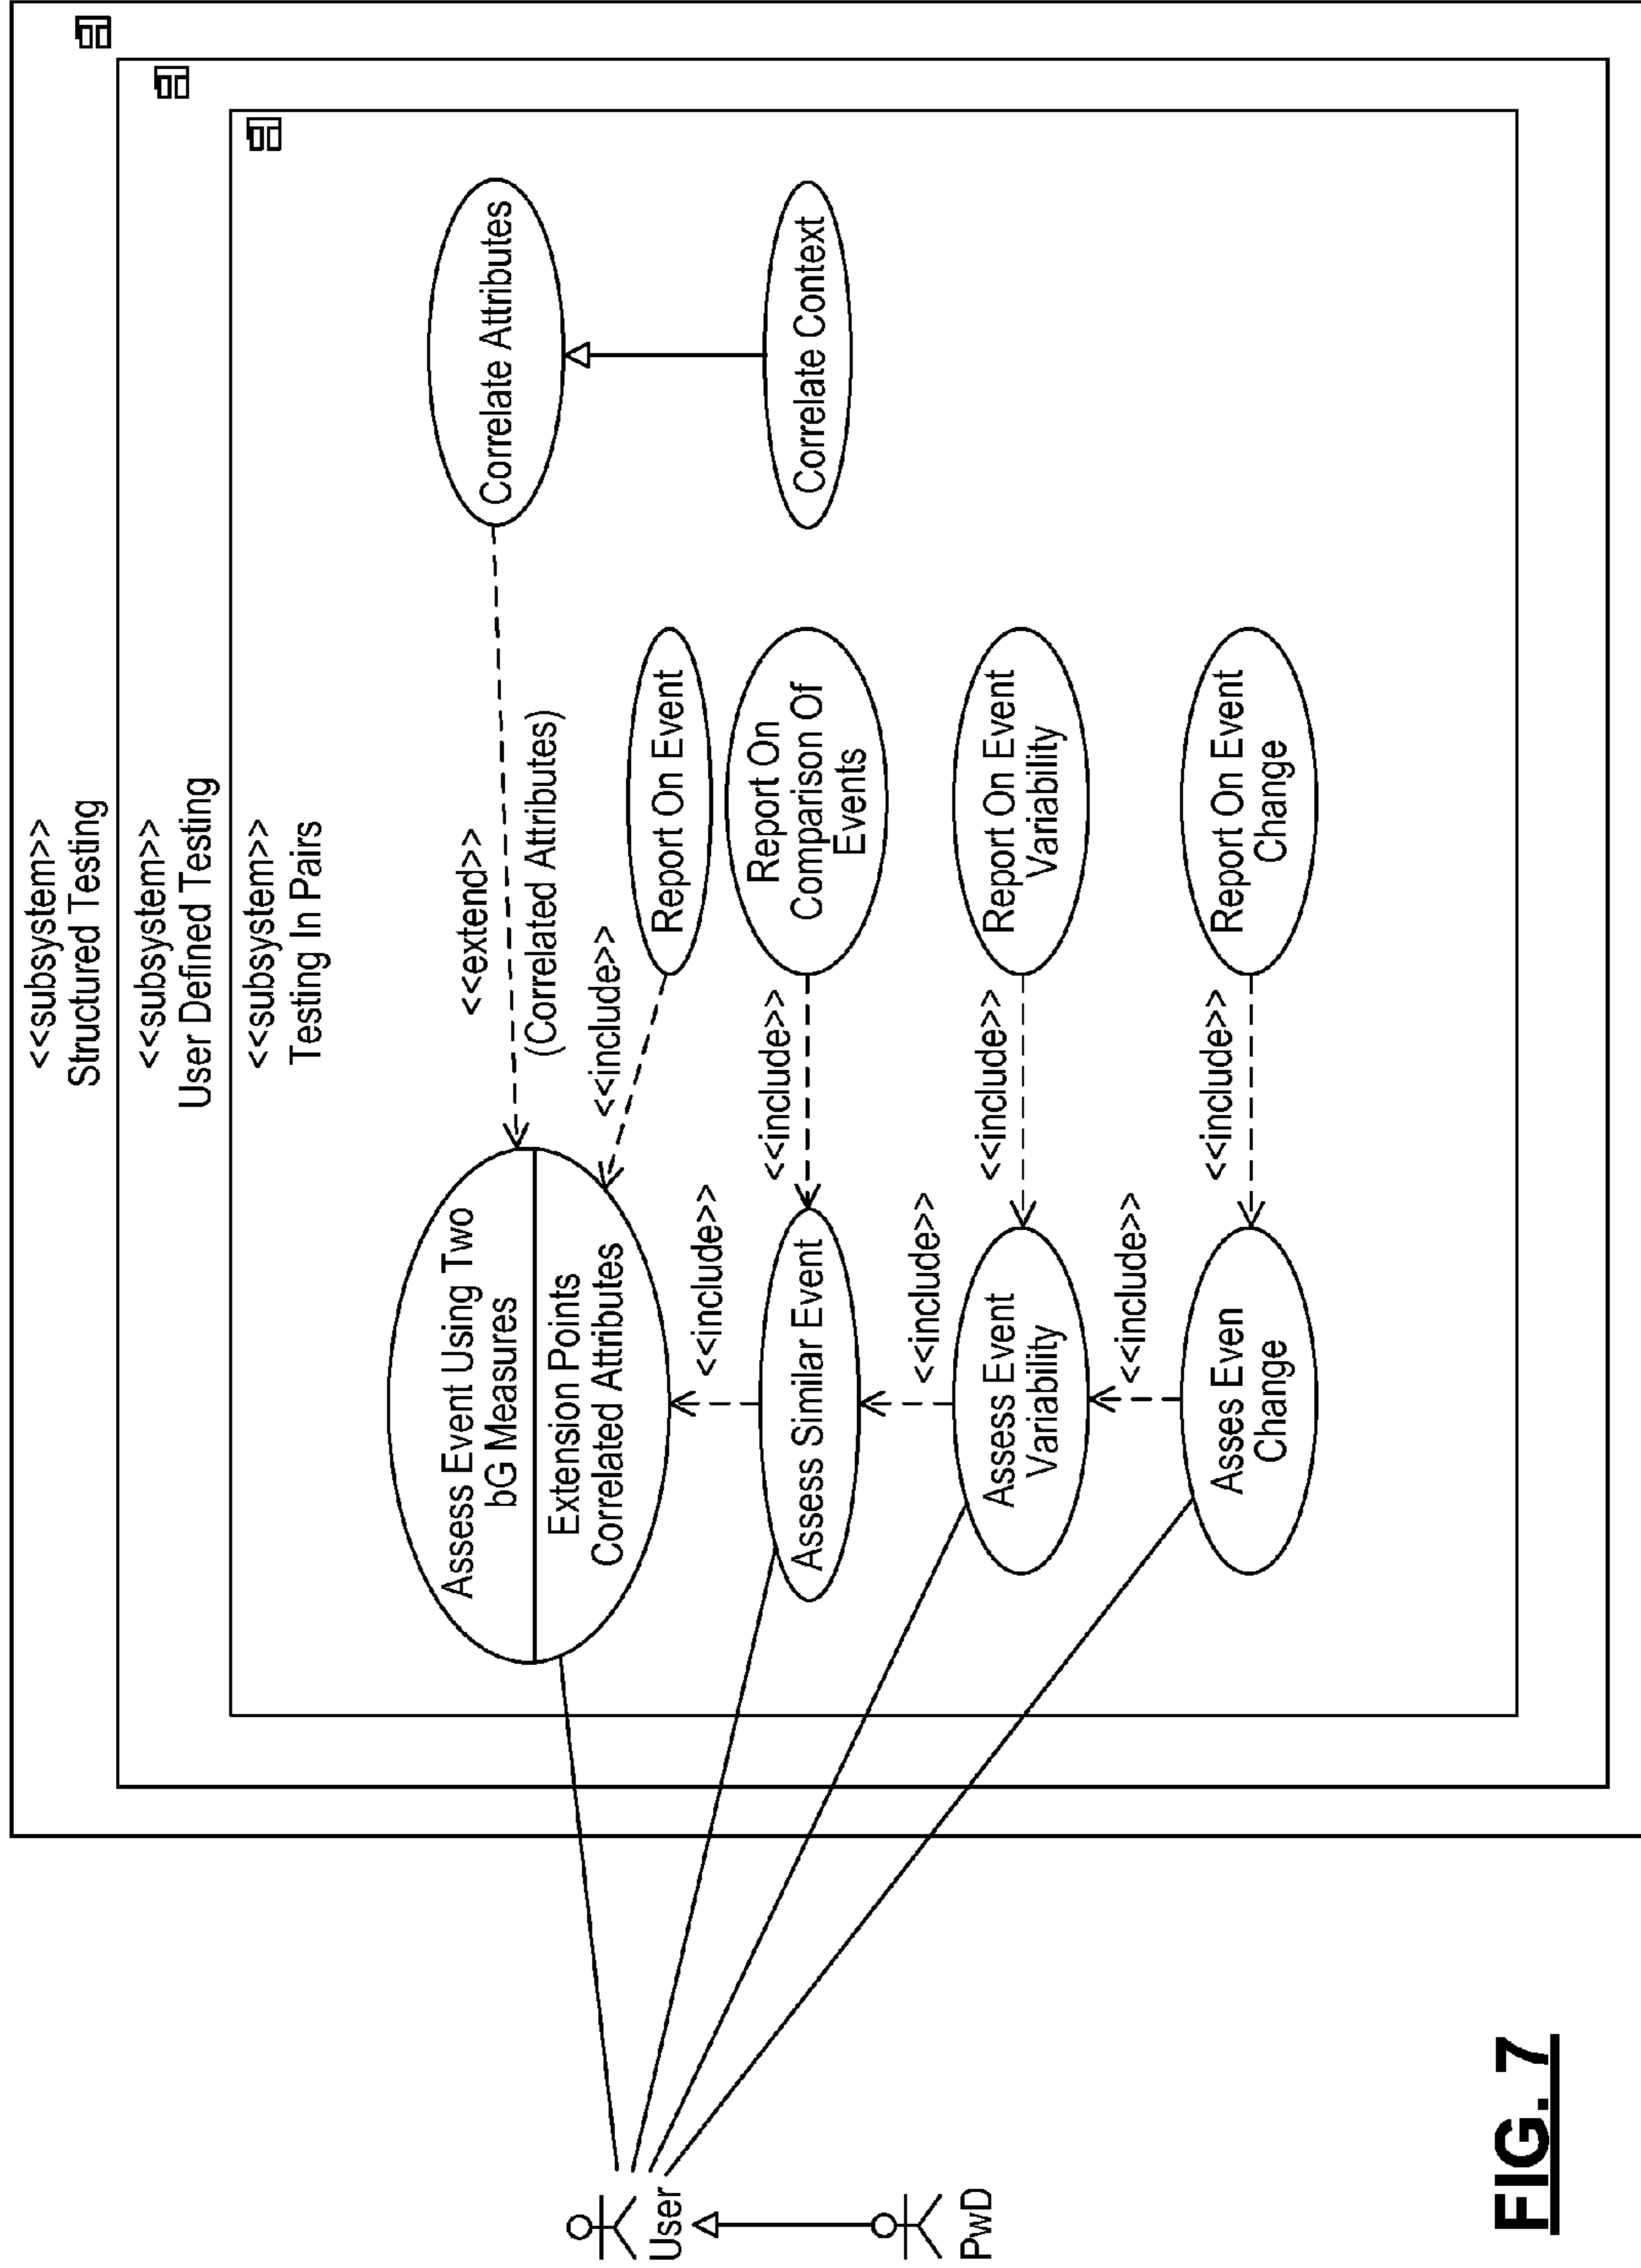 <<subsystem>>
Structured Testing
<<subsystem>>
User Defined Testing
<<subsystem>>
Testing In Pairs
Assess Event Using Two
bG Measures
Extension Points
Correlated Attributes
<<extend>>
(Correlated Attributes)
Correlate Attributes
<<include>>
Report On Event
<<include>>
Assess Similar Event
<<include>>
Report On
Comparison Of
Events
Correlate Context
<<include>>
Assess Event
Variability
<<include>>
Report On Event
Variability
<<include>>
Asses Even
Change
<<include>>
Report On Event
Change
User
PwD
FIG. 7